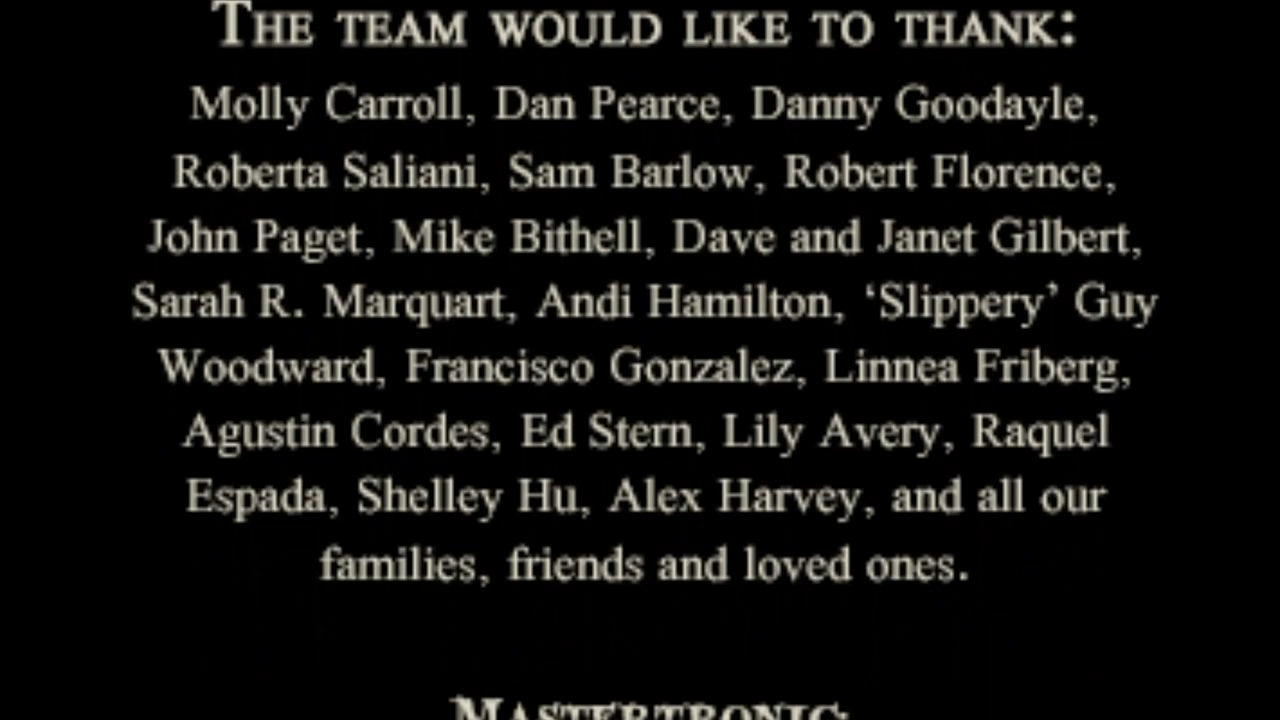 THE TEAM WOULD LIKE TO THANK:
Molly Carroll, Dan Pearce, Danny Goodayle,
Roberta Saliani, Sam Barlow, Robert Florence,
John Paget, Mike Bithell, Dave and Janet Gilbert,
Sarah R. Marquart, Andi Hamilton, ‘Slippery’ Guy
Woodward, Francisco Gonzalez, Linnea Friberg,
Agustin Cordes, Ed Stern, Lily Avery, Raquel
Espada, Shelley Hu, Alex Harvey, and all our
families, friends and loved ones.
MASTERTRONIC